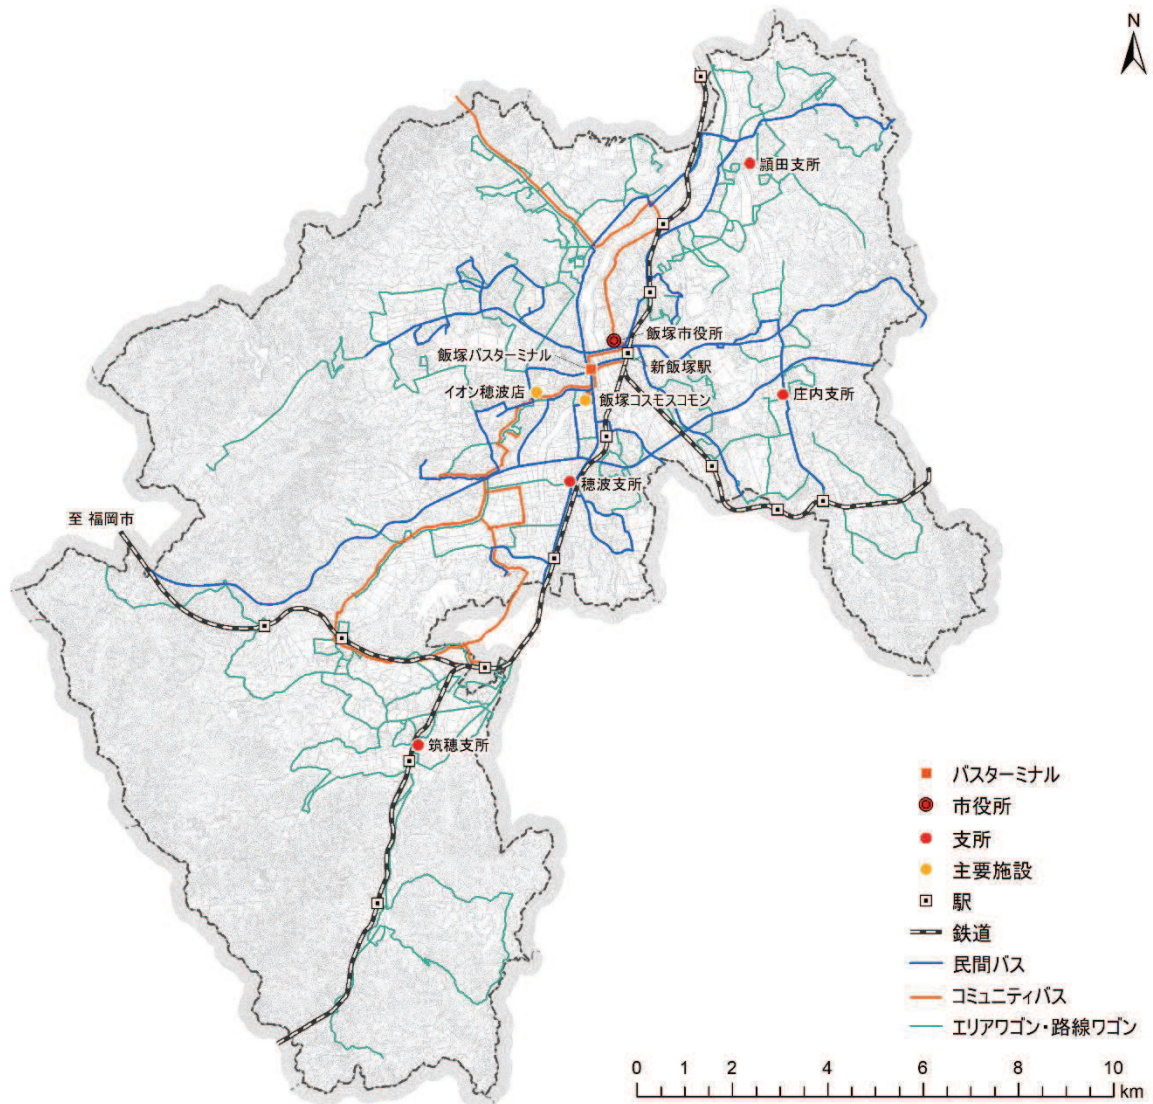 N
頴田支所
飯塚市役所
飯塚バスターミナル
新飯塚駅
イオン穂波店
飯塚コスモスコモン
庄内支所
穂波支所
至 福岡市
筑穂支所
バスターミナル
市役所
支所
主要施設
駅
鉄道
民間バス
コミュニティバス
エリアワゴン・路線ワゴン
0 1 2 4 6 8 10
km